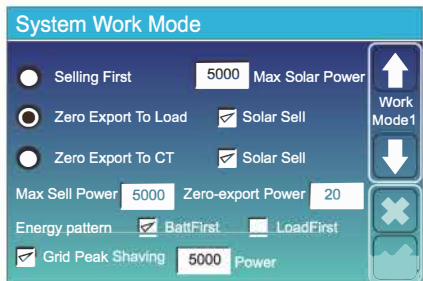 System Work Mode
Selling First 5000 Max Solar Power
Zero Export To Load Solar Sell
Work
Mode1
Zero Export To CT Solar Sell
Max Sell Power 5000 Zero-export Power 20
Energy pattern BattFirst LoadFirst
Grid Peak Shaving 5000 Power